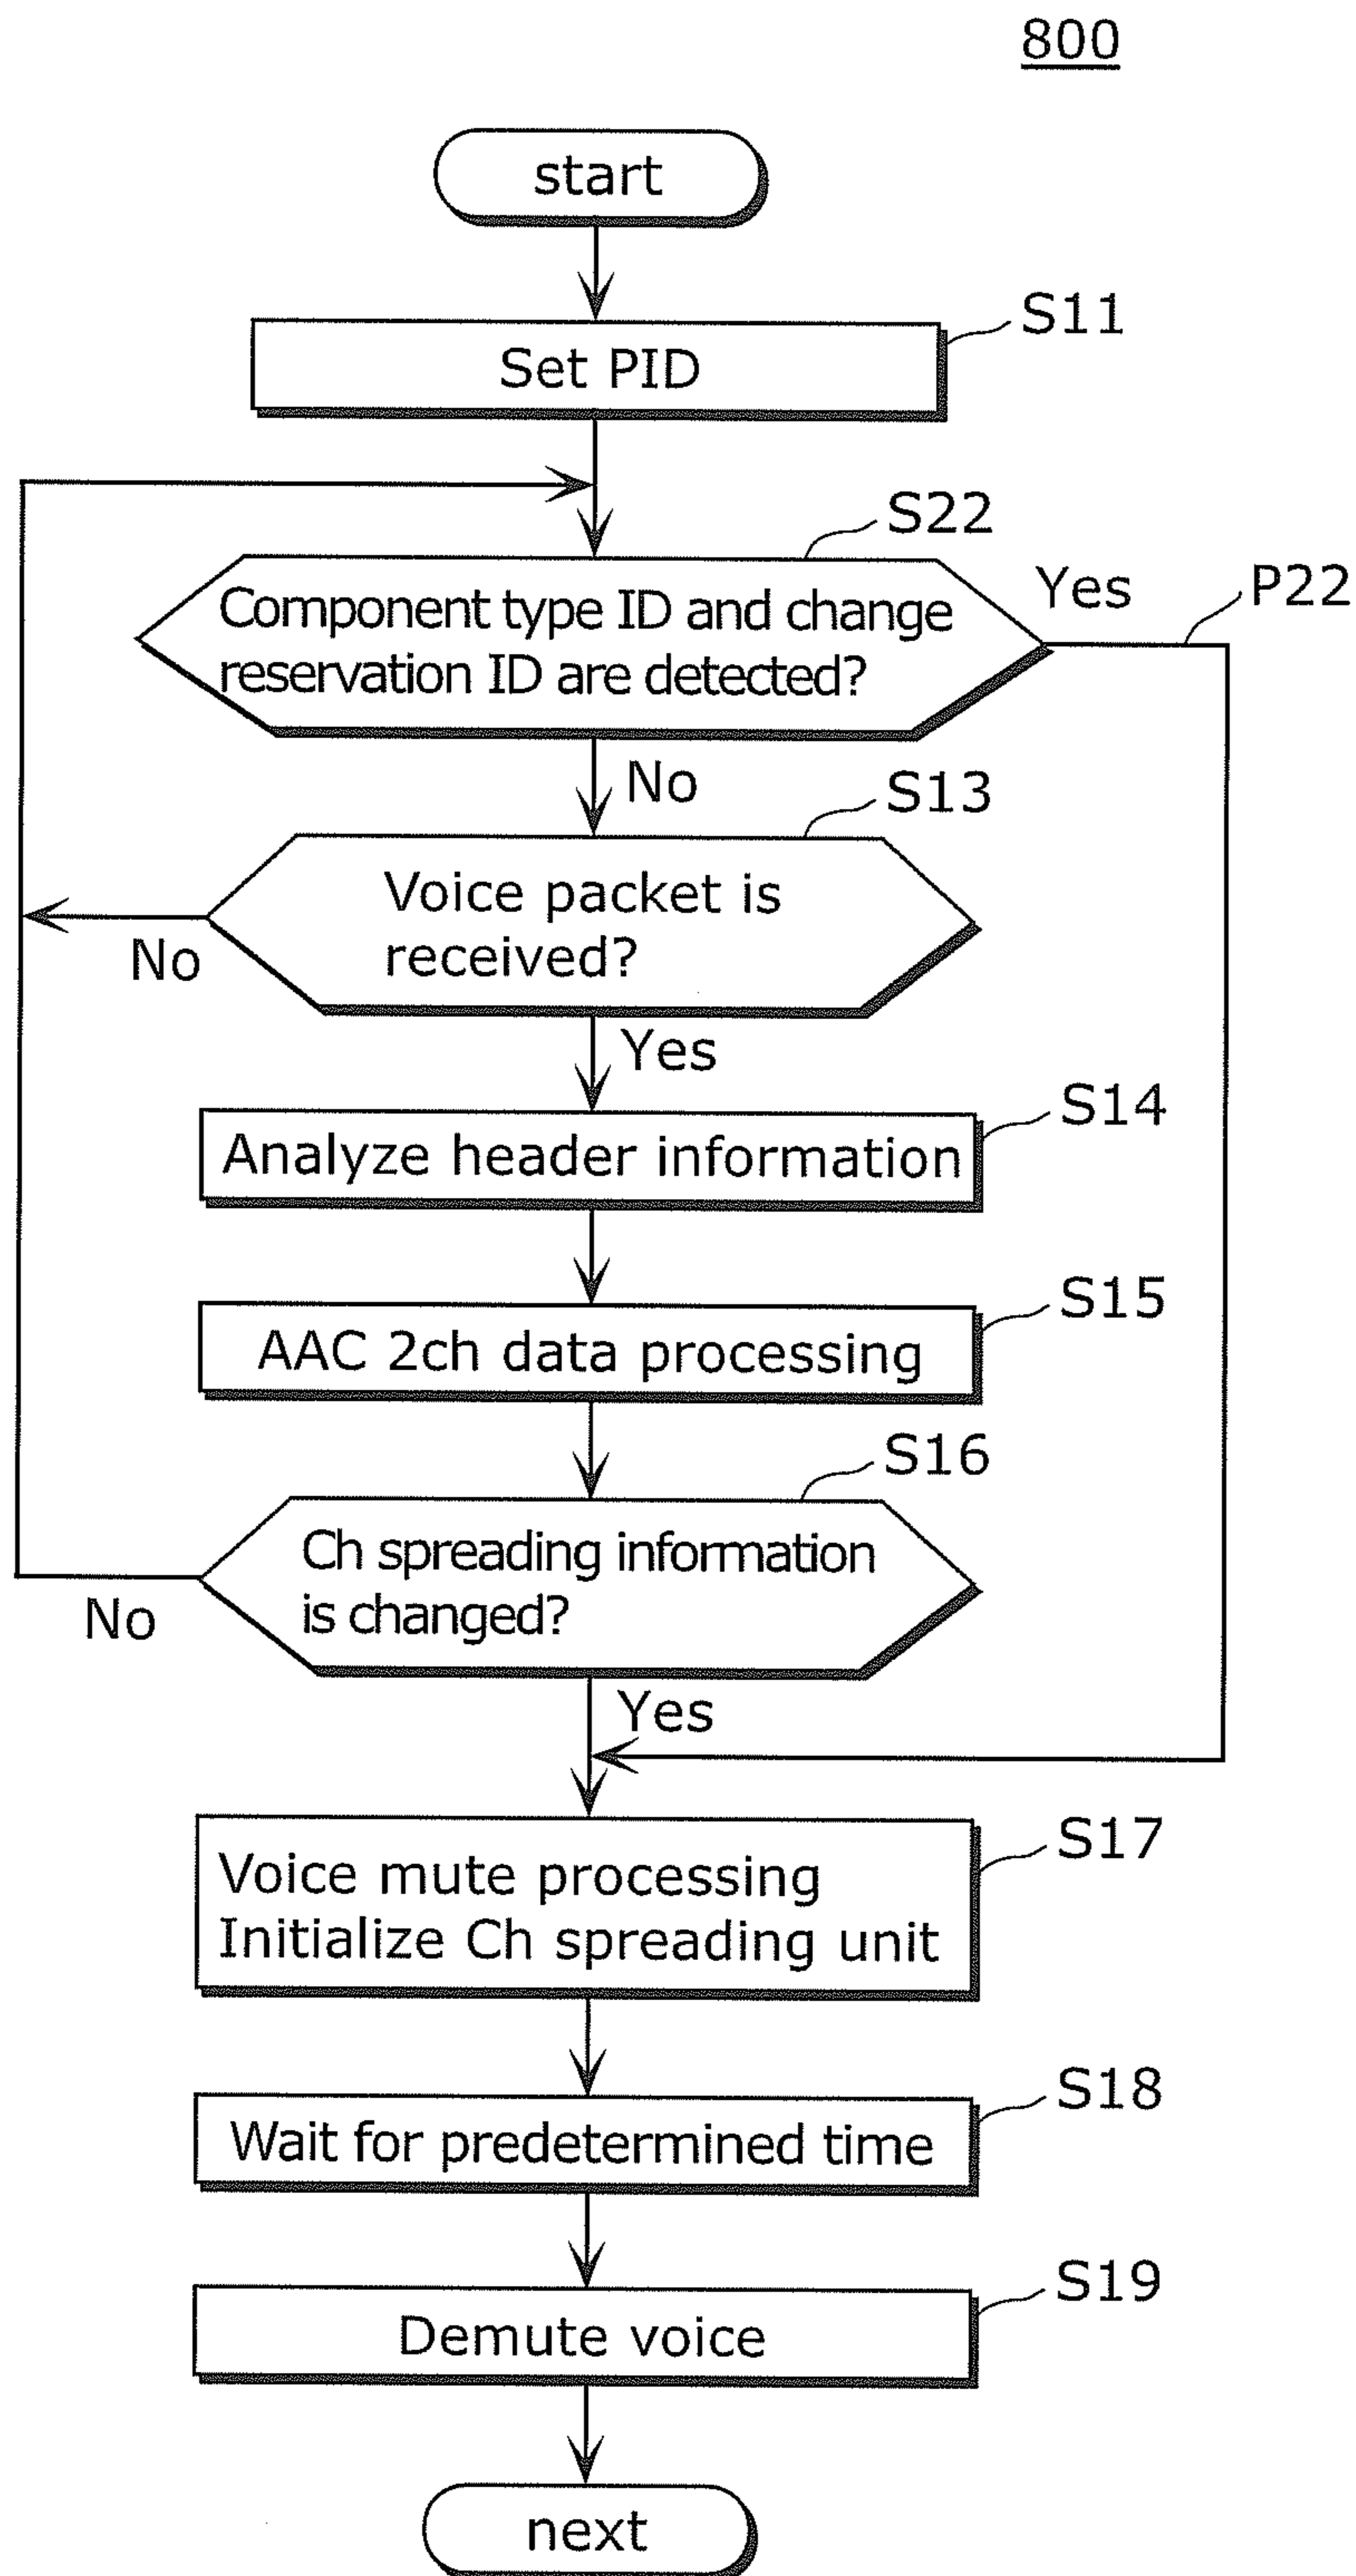 800
start
S11
Set PID
S22
Component type ID and change
reservation ID are detected?
Yes
P22
No
S13
Voice packet is
received?
No
Yes
S14
Analyze header information
S15
AAC 2ch data processing
S16
Ch spreading information
is changed?
No
Yes
S17
Voice mute processing
Initialize Ch spreading unit
S18
Wait for predetermined time
S19
Demute voice
next